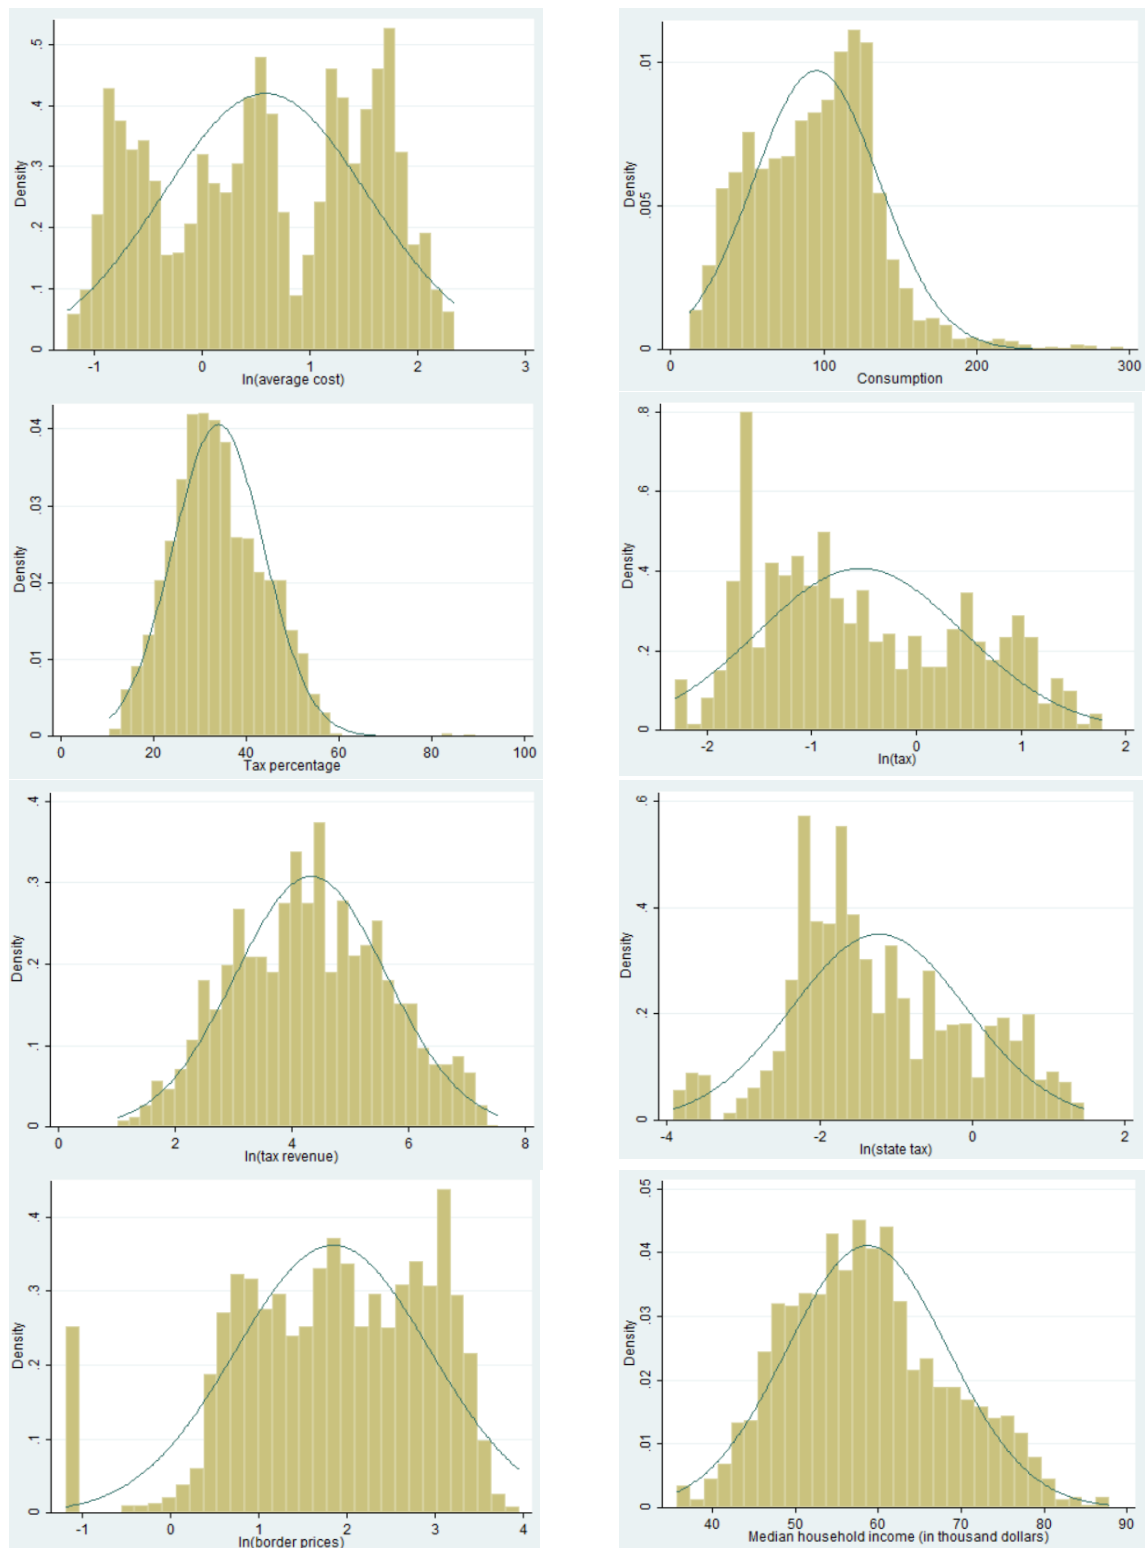 Density
0 .1 .2 .3 .4 .5
-1 0 1 2 3
ln(average cost)
Density
0 .005 .01
0 100 200 300
Consumption
Density
0 .01 .02 .03 .04
0 20 40 60 80 100
Tax percentage
Density
0 .2 .4 .6 .8
-2 -1 0 1 2
ln(tax)
Density
0 .1 .2 .3 .4
0 2 4 6 8
ln(tax revenue)
Density
0 .2 .4 .6
-4 -2 0 2
ln(state tax)
Density
0 .1 .2 .3 .4
-1 0 1 2 3 4
ln(border prices)
Density
0 .01 .02 .03 .04 .05
40 50 60 70 80 90
Median household income (in thousand dollars)